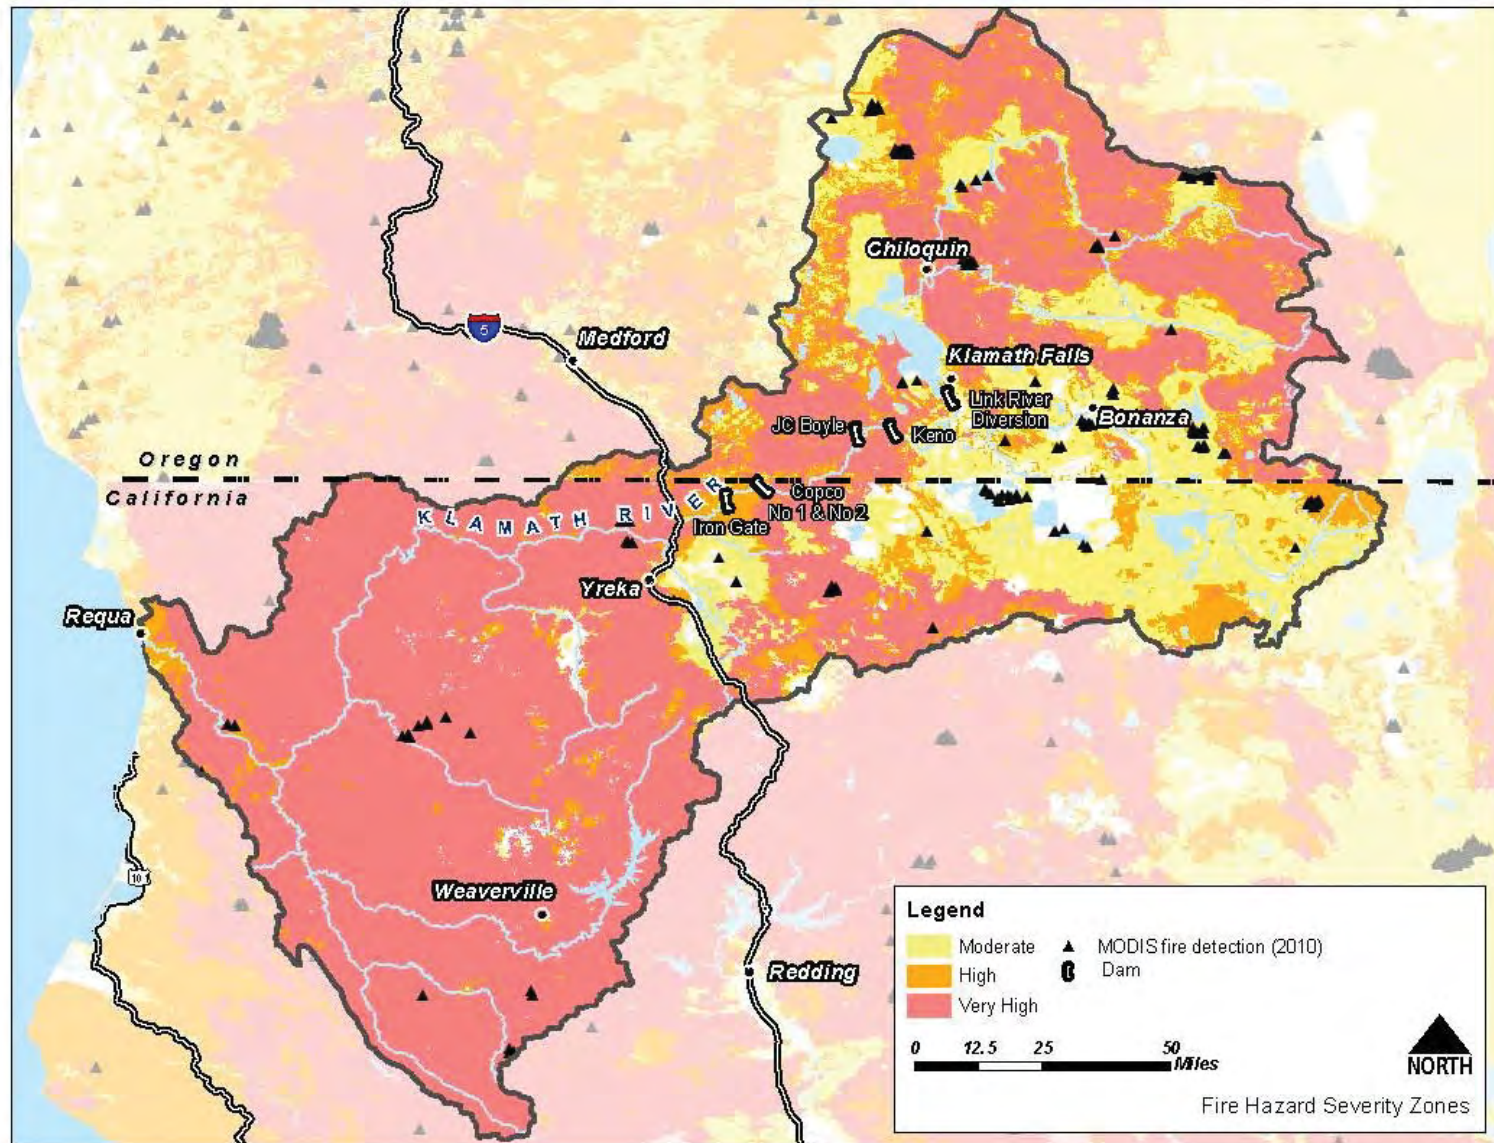 Chiloquin
5
Medford
Klamath Falls
Link River
Diversion
Bonanza
JC Boyle
Keno
Oregon
California
KLAMATH RIVER
Copco
No 1 & No 2
Iron Gate
Yreka
Requa
101
Weaverville
Redding
Legend
Moderate
MODIS fire detection (2010)
High
Dam
Very High
0 12.5 25 50
Miles
NORTH
Fire Hazard Severity Zones